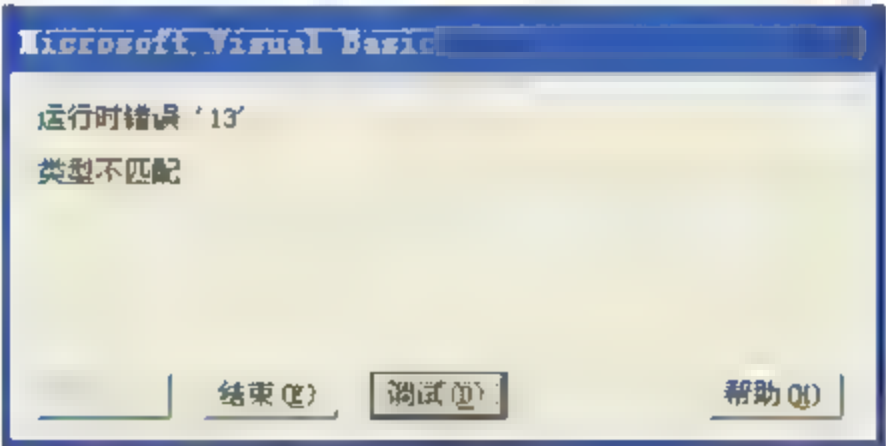 Microsoft Visual Basic
运行时错误 '13'
类型不匹配
结束(E)
调试(D)
帮助(H)